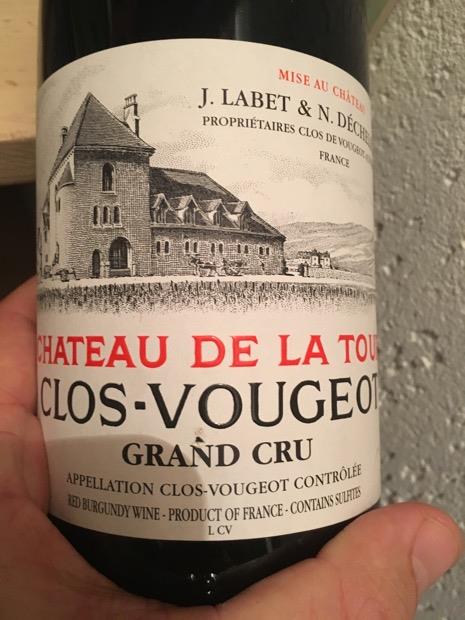 MISE AU CHÂTEAU
J. LABET & N. DÉCHE
PROPRIÉTAIRES CLOS DE VOUGEOT
FRANCE
CHATEAU DE LA TOU
CLOS-VOUGEOT
GRAND CRU
APPELLATION CLOS-VOUGEOT CONTRÔLÉE
RED BURGUNDY WINE - PRODUCT OF FRANCE - CONTAINS SULFITES
L CV